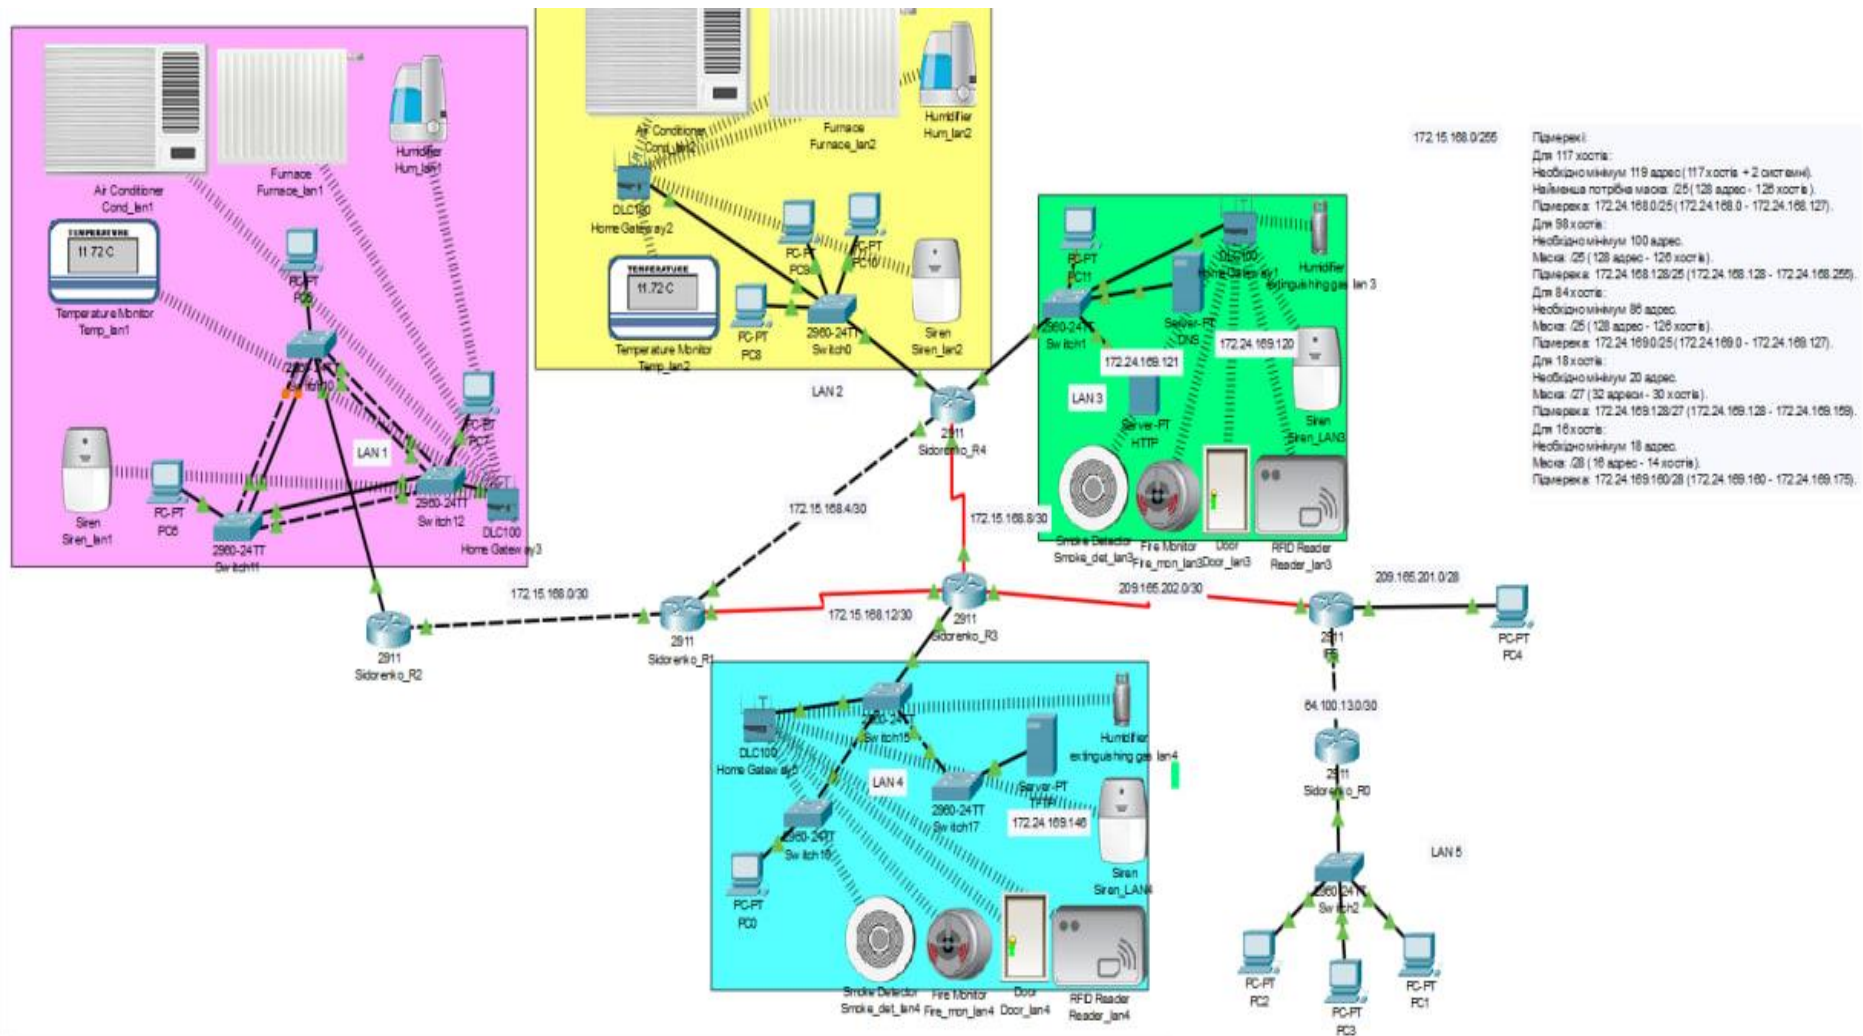 Air Conditioner
Cond_lan1
Furnace
Furnace_lan1
Humidifier
Hum_lan1
TEMPERATURE
11.72 C
Temperature Monitor
Temp_lan1
PC-PT
2960-24TT
LAN 1
PC-PT
PC7
Siren
Siren_lan1
PC-PT
PC6
2960-24TT
Switch11
2960-24TT
Switch12
DLC100
Home Gateway3
Air Conditioner
Cond_lan2
Furnace
Furnace_lan2
Humidifier
Hum_lan2
DLC100
Home Gateway2
TEMPERATURE
11.72 C
Temperature Monitor
Temp_lan2
PC-PT
PC9
PC-PT
PC10
PC-PT
PC8
2960-24TT
Switch0
Siren
Siren_lan2
LAN 2
PC-PT
PC11
2960-24TT
Switch1
DLC100
Home Gateway1
Humidifier
extinguishing gas lan 3
Server-PT
DNS
172.24.169.120
172.24.169.121
LAN 3
Server-PT
HTTP
Siren
Siren_LAN3
Smoke Detector
Smoke_det_lan3
Fire Monitor
Fire_mon_lan3
Door
Door_lan3
RFID Reader
Reader_lan3
2911
Sidorenko_R4
172.15.168.4/30
172.15.168.8/30
172.15.168.0/30
172.15.168.12/30
209.165.202.0/30
209.165.201.0/28
2911
Sidorenko_R2
2911
Sidorenko_R1
2911
Sidorenko_R3
2911
PC-PT
PC4
64.100.13.0/30
2911
Sidorenko_R0
LAN 5
2960-24TT
Switch2
PC-PT
PC2
PC-PT
PC3
PC-PT
PC1
DLC100
2960-24TT
Switch15
LAN 4
2960-24TT
2960-24TT
Switch17
Server-PT
TFTP
172.24.169.146
Humidifier
extinguishing gas lan4
Siren
Siren_LAN4
PC-PT
PC0
Smoke Detector
Smoke_det_lan4
Fire Monitor
Fire_mon_lan4
Door
Door_lan4
RFID Reader
Reader_lan4
172.15.168.0/255
Підмережі:
Для 117 хостів:
Необхідно мінімум 119 адрес (117 хостів + 2 системні).
Найменша потрібна маска: /25 (128 адрес - 126 хостів).
Підмережа: 172.24.168.0/25 (172.24.168.0 - 172.24.168.127).
Для 98 хостів:
Необхідно мінімум 100 адрес.
Маска: /25 (128 адрес - 126 хостів).
Підмережа: 172.24.168.128/25 (172.24.168.128 - 172.24.168.255).
Для 84 хостів:
Необхідно мінімум 86 адрес.
Маска: /25 (128 адрес - 126 хостів).
Підмережа: 172.24.169.0/25 (172.24.169.0 - 172.24.169.127).
Для 18 хостів:
Необхідно мінімум 20 адрес.
Маска: /27 (32 адреси - 30 хостів).
Підмережа: 172.24.169.128/27 (172.24.169.128 - 172.24.169.159).
Для 16 хостів:
Необхідно мінімум 18 адрес.
Маска: /28 (16 адрес - 14 хостів).
Підмережа: 172.24.169.160/28 (172.24.169.160 - 172.24.169.175).